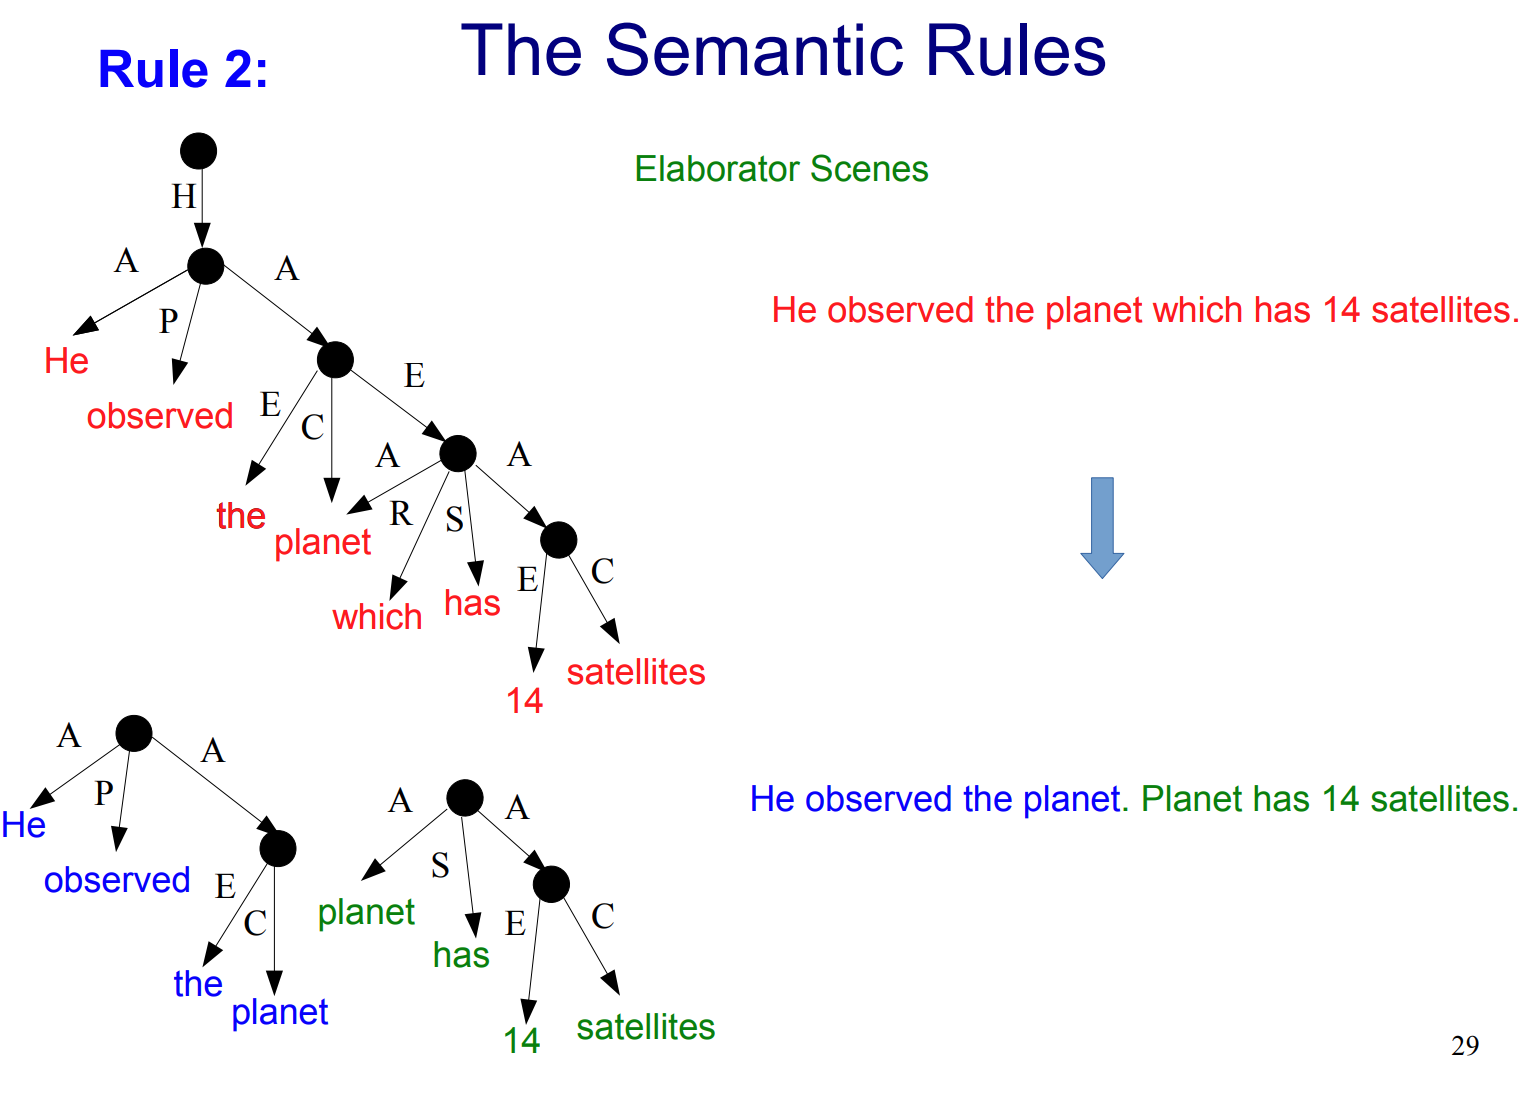 The Semantic Rules
Rule 2:
Elaborator Scenes
H
A
A
He observed the planet which has 14 satellites.
P
He
E
observed
E
C
A
A
the
R
S
planet
E
C
which
has
satellites
14
A
A
P
He observed the planet. Planet has 14 satellites.
He
A
A
observed
E
S
C
planet
E
C
has
the
planet
satellites
14
29